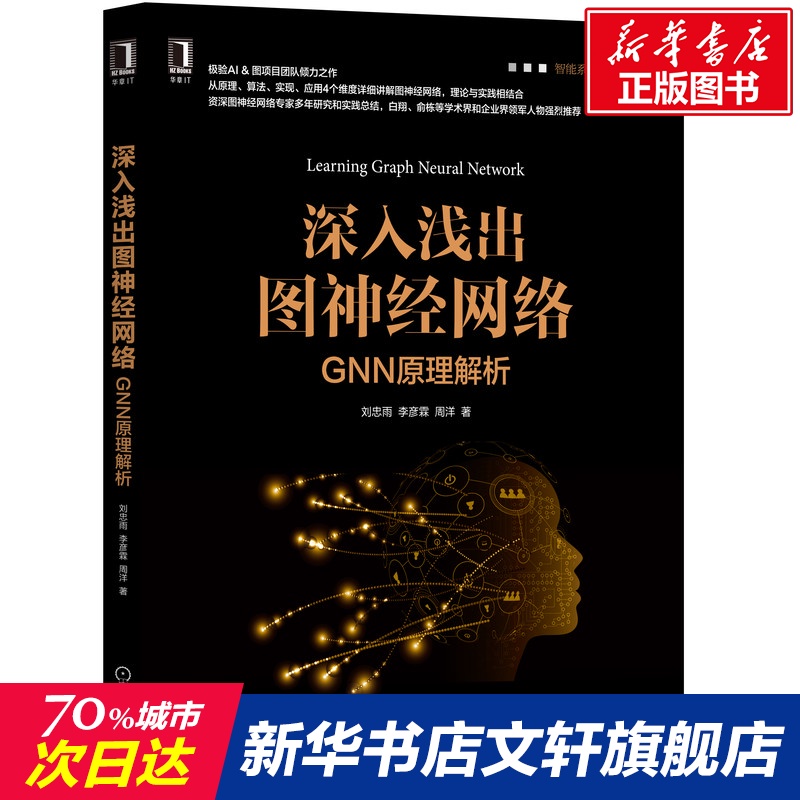 新华书店
正版图书
智能系
HZ BOOKS
华章IT
HZ BOOKS
华章IT
极验AI & 图项目团队倾力之作
从原理、算法、实现、应用4个维度详细讲解图神经网络，理论与实践相结合
资深图神经网络专家多年研究和实践总结，白翔、俞栋等学术界和企业界领军人物强烈推荐
Learning Graph Neural Network
深入浅出
图神经网络
GNN原理解析
刘忠雨 李彦霖 周洋 著
深入浅出图神经网络
GNN原理解析
刘忠雨 李彦霖 周洋 著
70%城市
次日达
新华书店文轩旗舰店